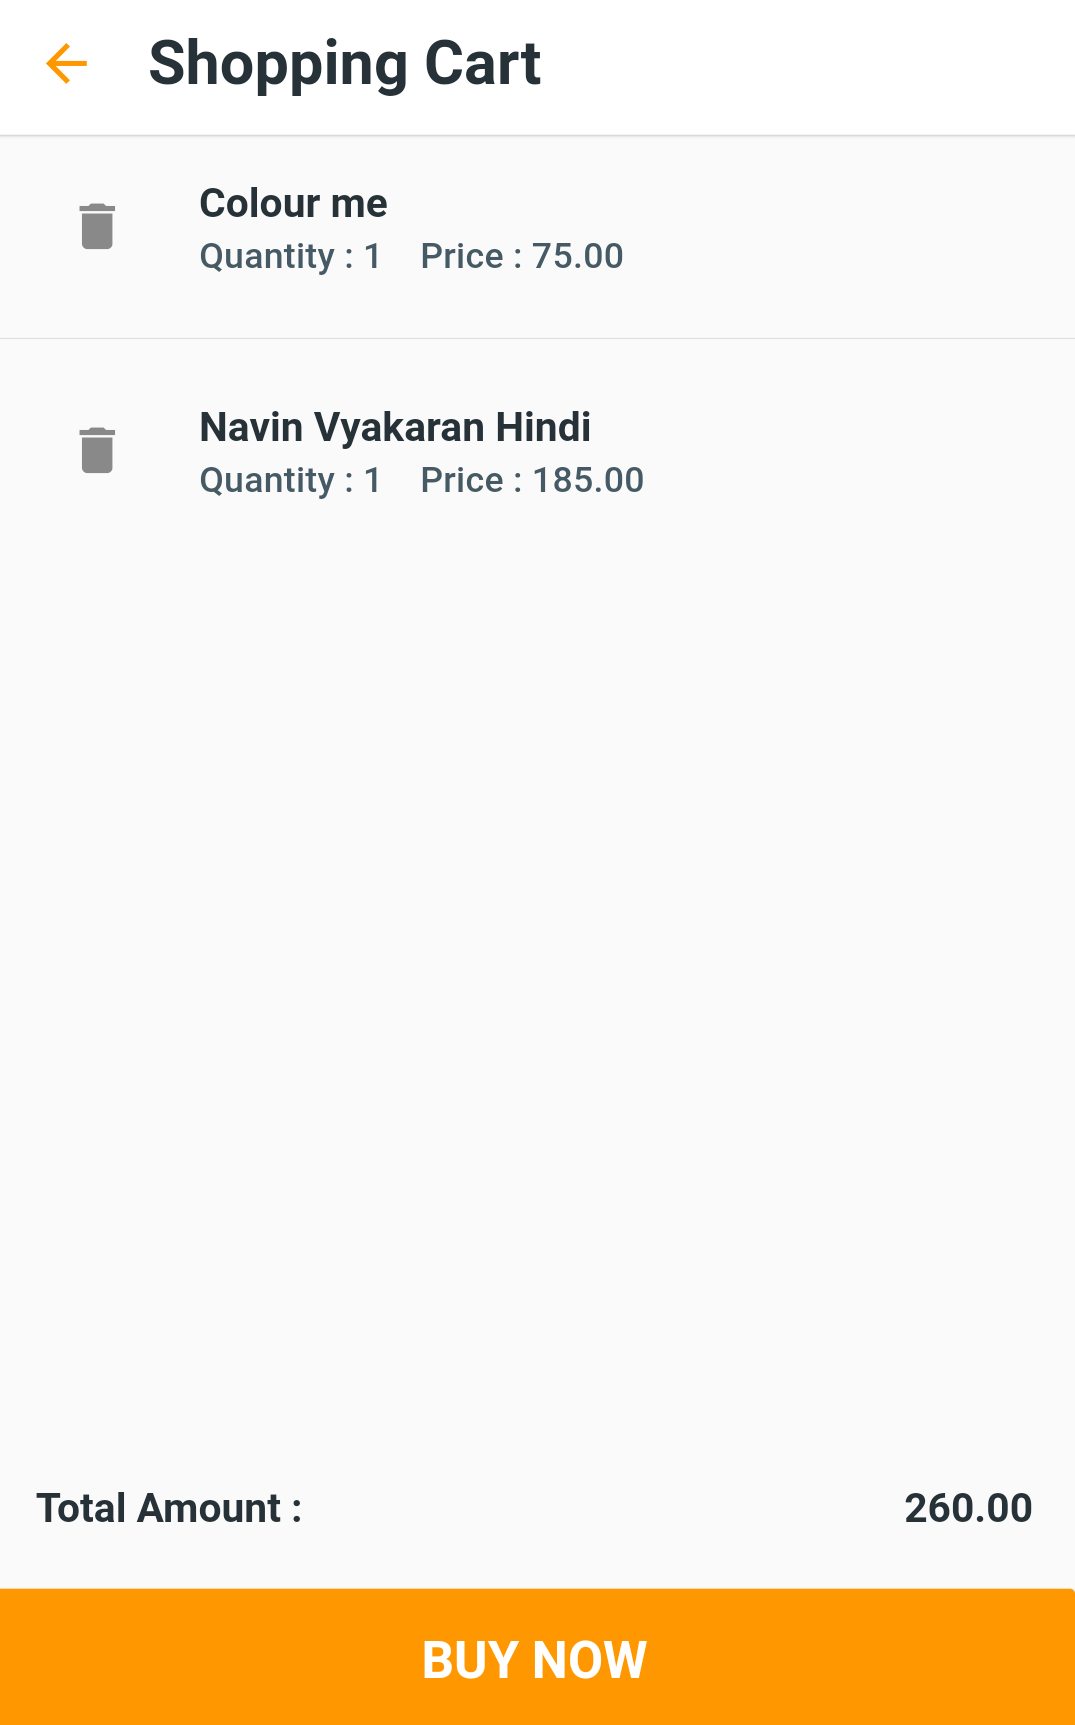 Shopping Cart
Colour me
Quantity : 1 Price : 75.00
Navin Vyakaran Hindi
Quantity : 1 Price : 185.00
Total Amount : 260.00
BUY NOW